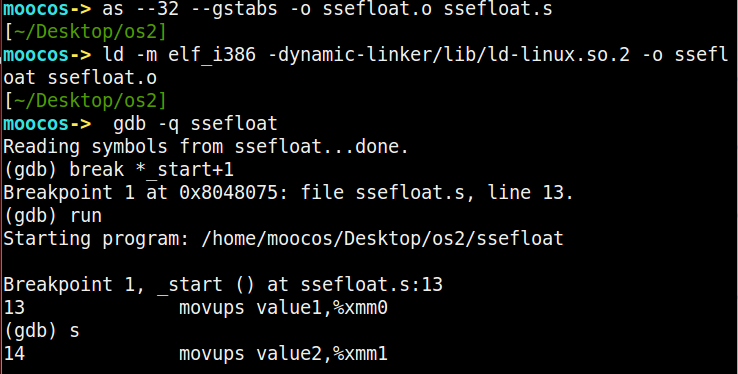 moocos-> as --32 --gstabs -o ssefloat.o ssefloat.s
[~/Desktop/os2]
moocos-> ld -m elf_i386 -dynamic-linker/lib/ld-linux.so.2 -o ssefl
oat ssefloat.o
[~/Desktop/os2]
moocos->  gdb -q ssefloat
Reading symbols from ssefloat...done.
(gdb) break *_start+1
Breakpoint 1 at 0x8048075: file ssefloat.s, line 13.
(gdb) run
Starting program: /home/moocos/Desktop/os2/ssefloat

Breakpoint 1, _start () at ssefloat.s:13
13              movups value1,%xmm0
(gdb) s
14              movups value2,%xmm1